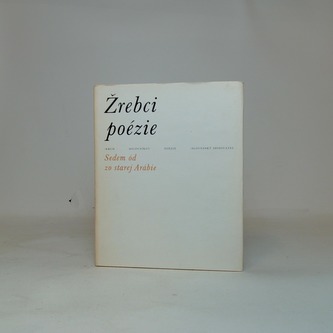 Žrebci
poézie
Sedem ód
zo starej Arábie